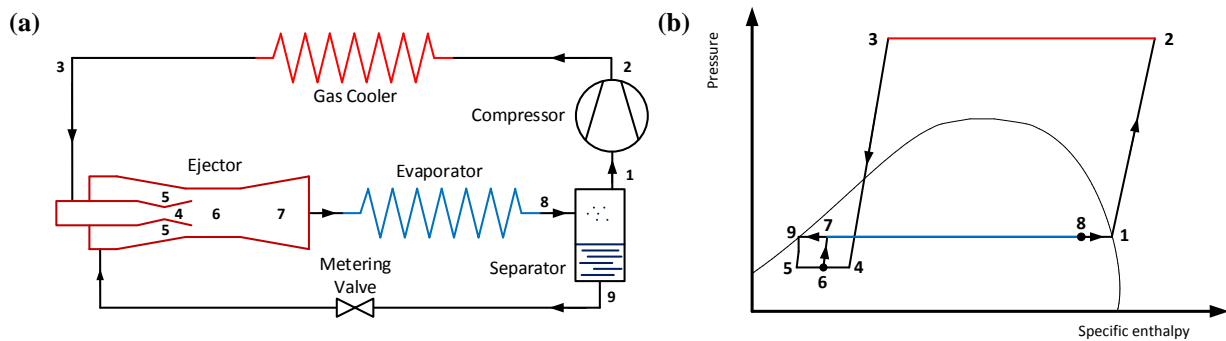 (a)
3
2
Gas Cooler
Compressor
Ejector
Evaporator
1
5
4
6
7
8
5
Metering
Valve
Separator
9
(b)
Pressure
3
2
9
7
8
1
5
6
4
Specific enthalpy